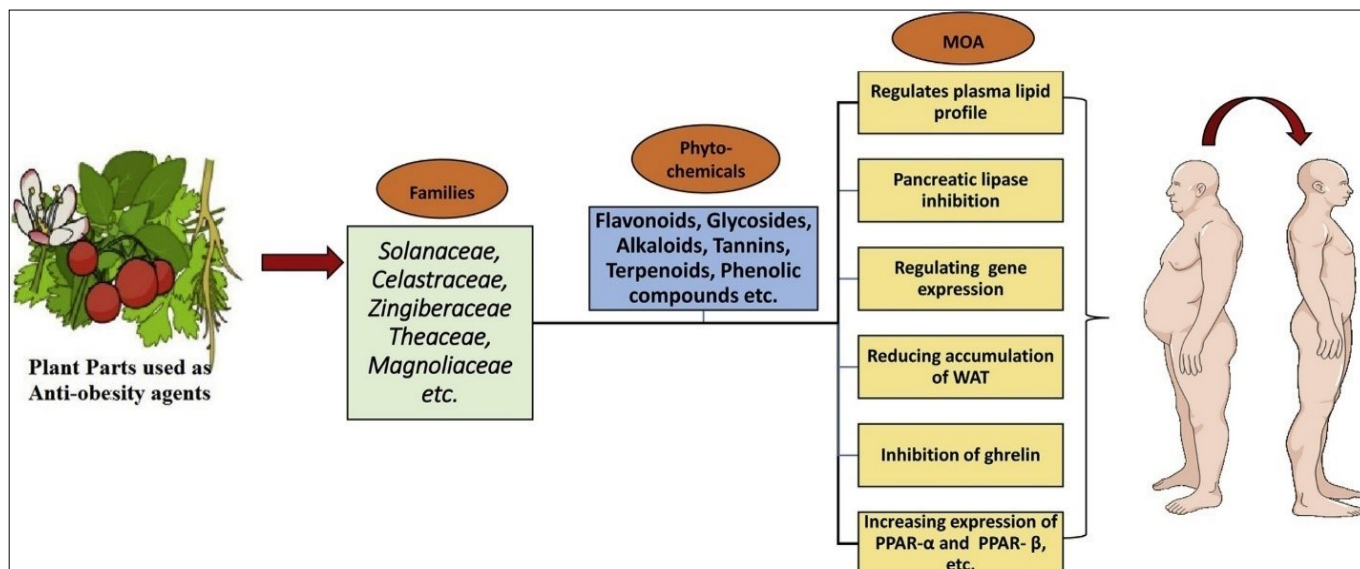 Plant Parts used as
Anti-obesity agents
Families
Solanaceae,
Celastraceae,
Zingiberaceae
Theaceae,
Magnoliaceae
etc.
Phyto-
chemicals
Flavonoids, Glycosides,
Alkaloids, Tannins,
Terpenoids, Phenolic
compounds etc.
MOA
Regulates plasma lipid
profile
Pancreatic lipase
inhibition
Regulating gene
expression
Reducing accumulation
of WAT
Inhibition of ghrelin
Increasing expression of
PPAR-α and PPAR- β,
etc.